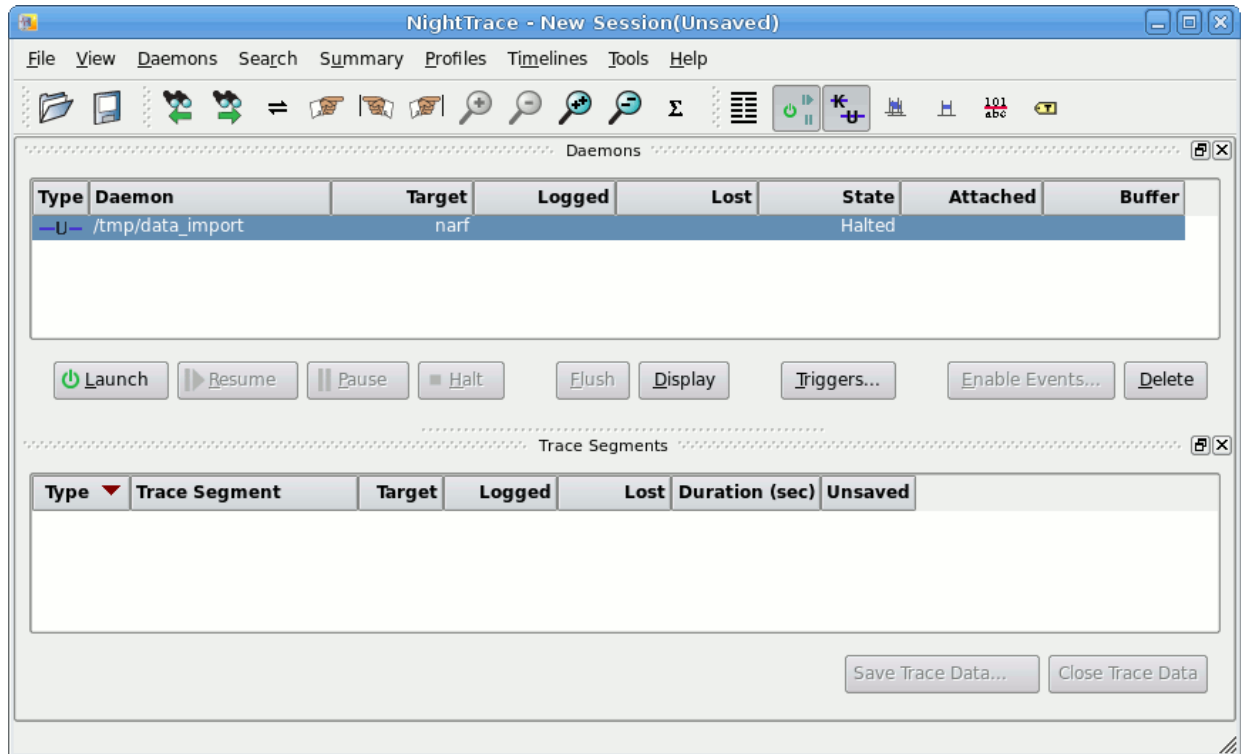 NightTrace - New Session(Unsaved)
File View Daemons Search Summary Profiles Timelines Tools Help
Σ K U 101 abc T
Daemons
Type Daemon Target Logged Lost State Attached Buffer
U /tmp/data_import narf Halted
Launch Resume Pause Halt Flush Display Triggers... Enable Events... Delete
Trace Segments
Type Trace Segment Target Logged Lost Duration (sec) Unsaved
Save Trace Data... Close Trace Data